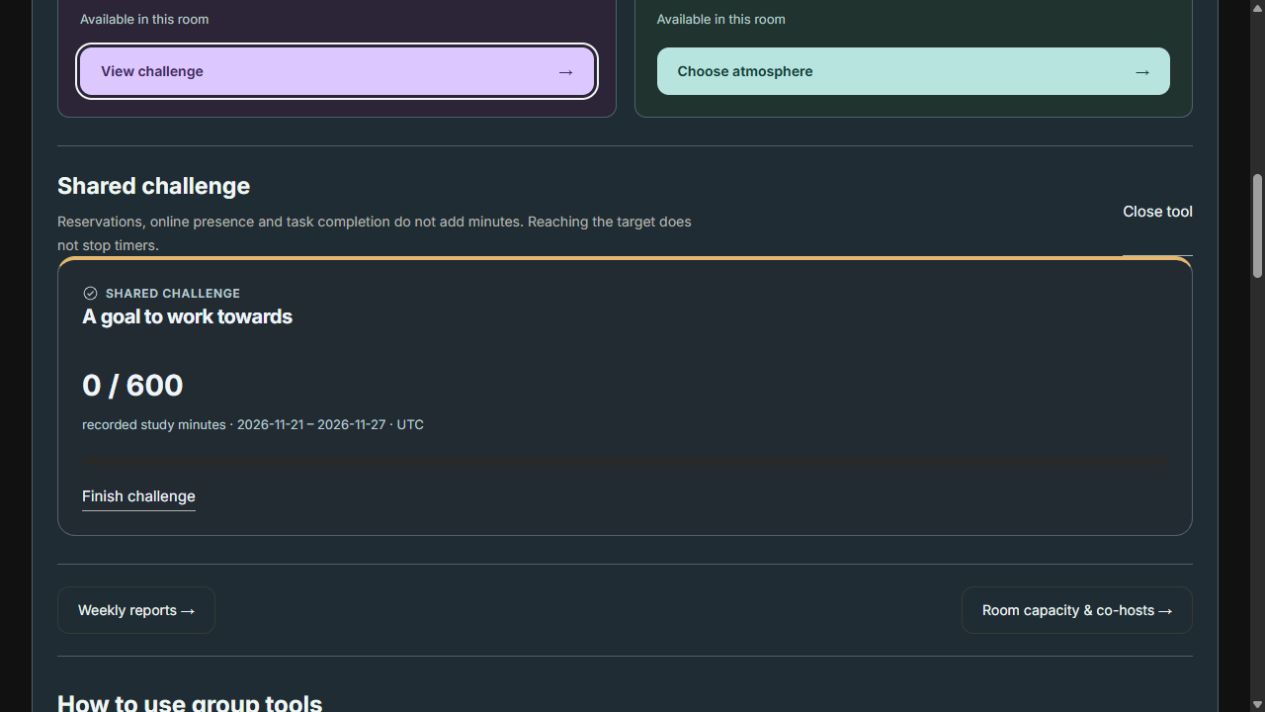 Available in this room
Available in this room
View challenge →
Choose atmosphere →
Shared challenge
Reservations, online presence and task completion do not add minutes. Reaching the target does
not stop timers.
Close tool
SHARED CHALLENGE
A goal to work towards
0 / 600
recorded study minutes · 2026-11-21 – 2026-11-27 · UTC
Finish challenge
Weekly reports →
Room capacity & co-hosts →
How to use group tools